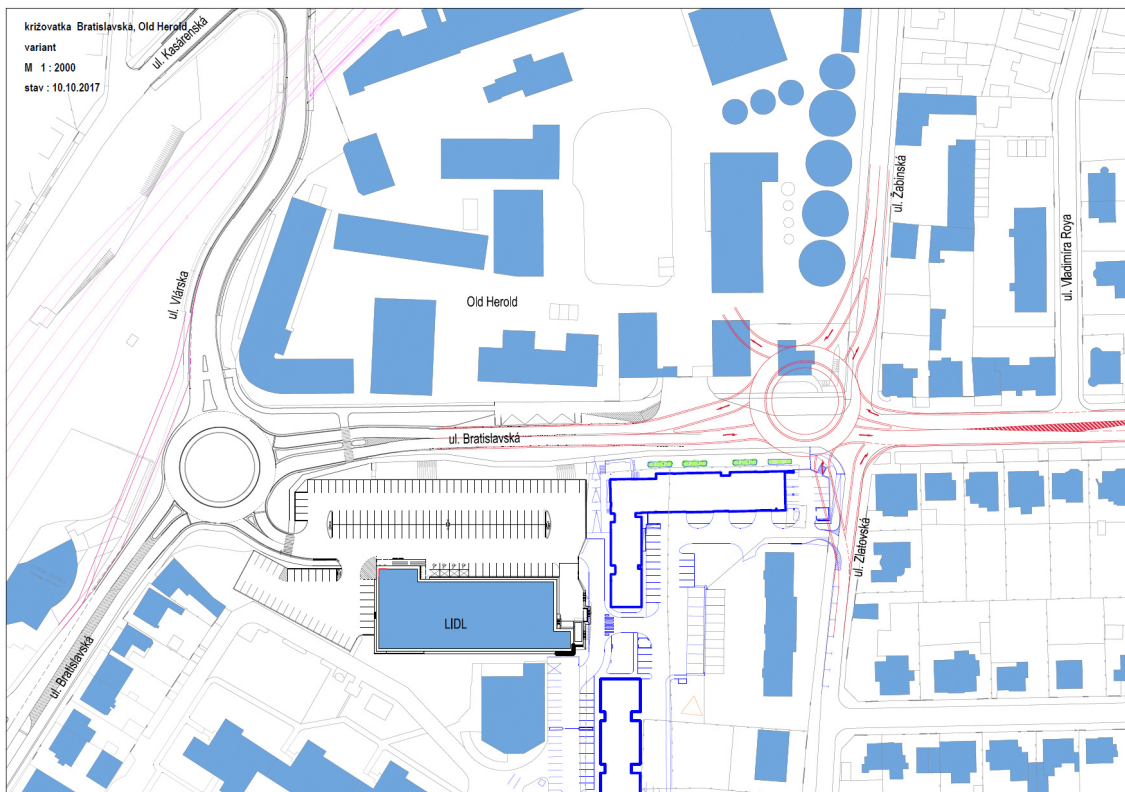 križovatka Bratislavská, Old Herold
variant
M 1 : 2000
stav : 10.10.2017
ul. Kasárenská
ul. Žabinská
ul. Vladimíra Roya
ul. Vlárska
Old Herold
ul. Bratislavská
ul. Zlatovská
LIDL
ul. Bratislavská